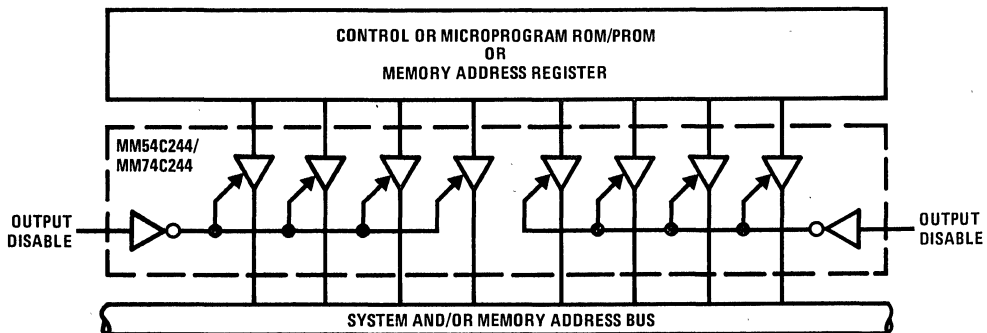 CONTROL OR MICROPROGRAM ROM/PROM
OR
MEMORY ADDRESS REGISTER
MM54C244/
MM74C244
OUTPUT
DISABLE
OUTPUT
DISABLE
SYSTEM AND/OR MEMORY ADDRESS BUS